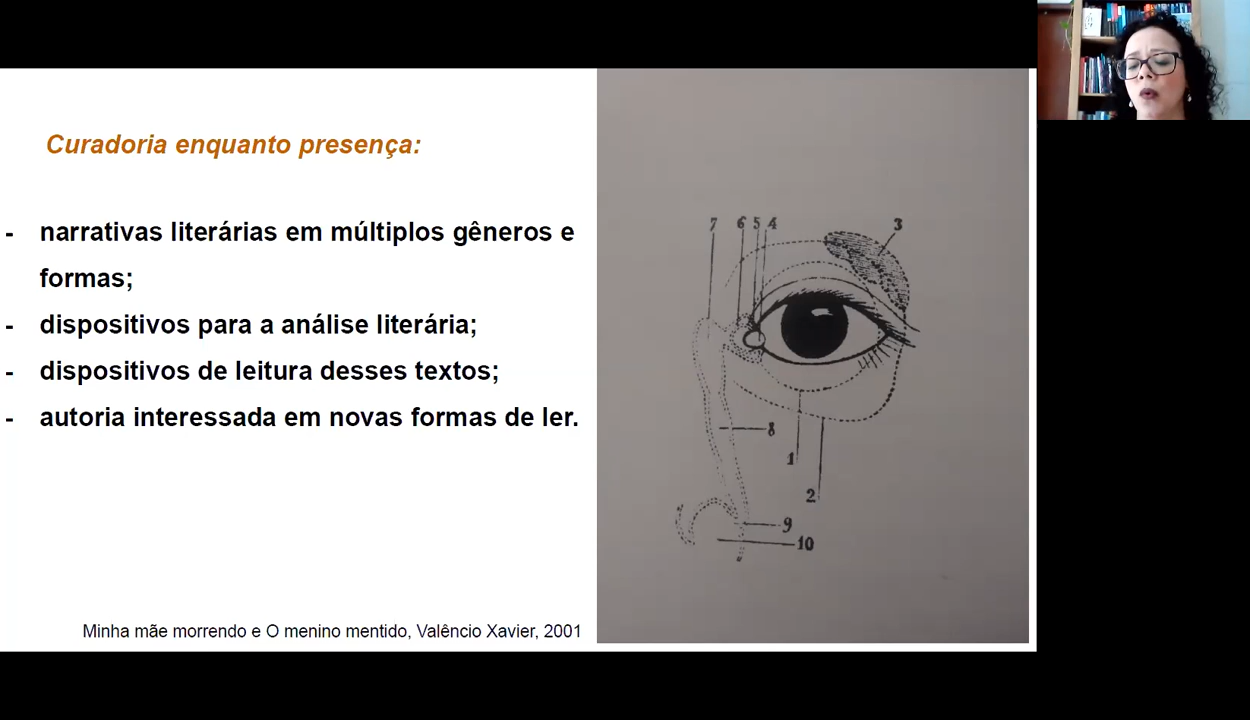 Curadoria enquanto presença:
- narrativas literárias em múltiplos gêneros e
formas;
- dispositivos para a análise literária;
- dispositivos de leitura desses textos;
- autoria interessada em novas formas de ler.
Minha mãe morrendo e O menino mentido, Valêncio Xavier, 2001
7 6 5 4 3
8
1
2
9
10